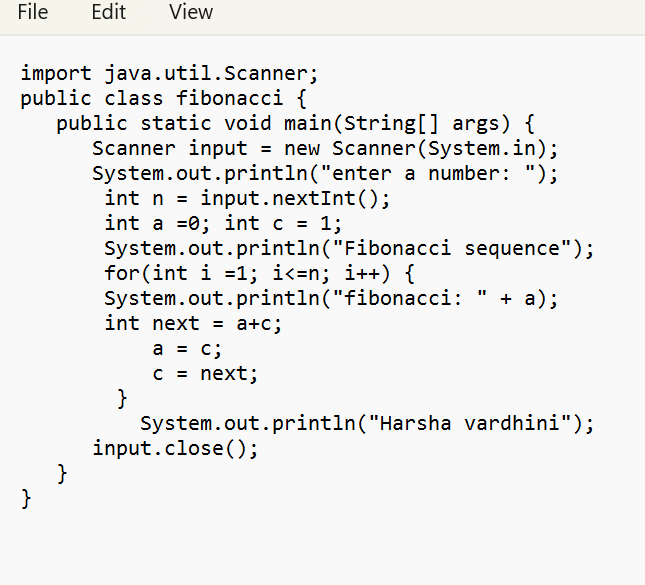 File Edit View
import java.util.Scanner;
public class fibonacci {
public static void main(String[] args) {
Scanner input = new Scanner(System.in);
System.out.println("enter a number: ");
int n = input.nextInt();
int a =0; int c = 1;
System.out.println("Fibonacci sequence");
for(int i =1; i<=n; i++) {
System.out.println("fibonacci: " + a);
int next = a+c;
a = c;
c = next;
}
System.out.println("Harsha vardhini");
input.close();
}
}